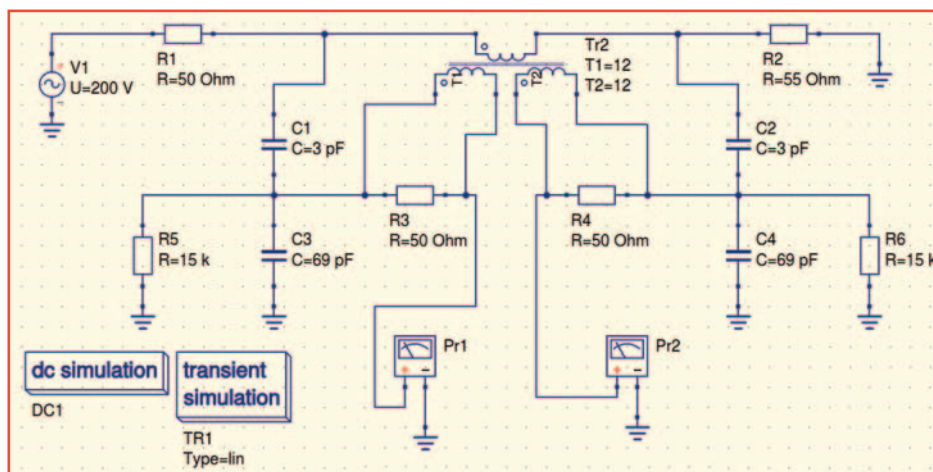 V1
U=200 V
R1
R=50 Ohm
Tr2
T1=12
T2=12
T1
T2
R2
R=55 Ohm
C1
C=3 pF
C2
C=3 pF
R5
R=15 k
C3
C=69 pF
R3
R=50 Ohm
R4
R=50 Ohm
C4
C=69 pF
R6
R=15 k
Pr1
Pr2
dc simulation
DC1
transient
simulation
TR1
Type=lin